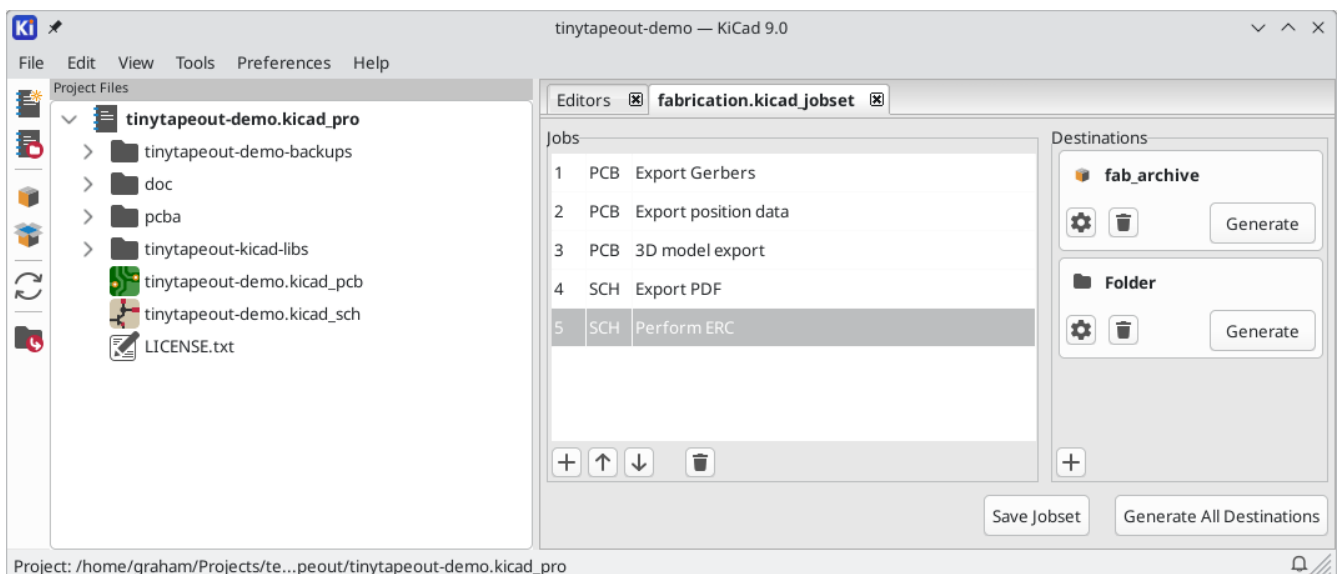 Ki tinytapeout-demo — KiCad 9.0
File Edit View Tools Preferences Help
Project Files
tinytapeout-demo.kicad_pro
tinytapeout-demo-backups
doc
pcba
tinytapeout-kicad-libs
tinytapeout-demo.kicad_pcb
tinytapeout-demo.kicad_sch
LICENSE.txt
Editors fabrication.kicad_jobset
Jobs
1 PCB Export Gerbers
2 PCB Export position data
3 PCB 3D model export
4 SCH Export PDF
5 SCH Perform ERC
Destinations
fab_archive
Generate
Folder
Generate
Save Jobset Generate All Destinations
Project: /home/graham/Projects/te...peout/tinytapeout-demo.kicad_pro